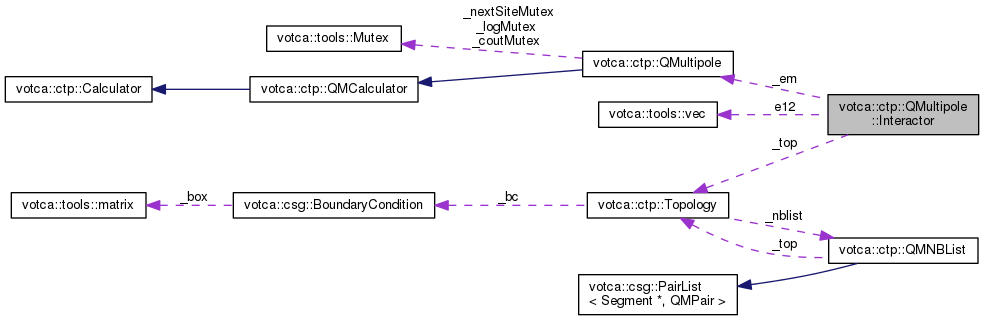 _nextSiteMutex
_logMutex
_coutMutex
votca::tools::Mutex
votca::ctp::QMultipole
_em
votca::ctp::Calculator
votca::ctp::QMCalculator
e12
votca::ctp::QMultipole
::Interactor
votca::tools::vec
_top
votca::tools::matrix
_box
votca::csg::BoundaryCondition
_bc
votca::ctp::Topology
_nblist
_top
votca::ctp::QMNBList
votca::csg::PairList
< Segment *, QMPair >